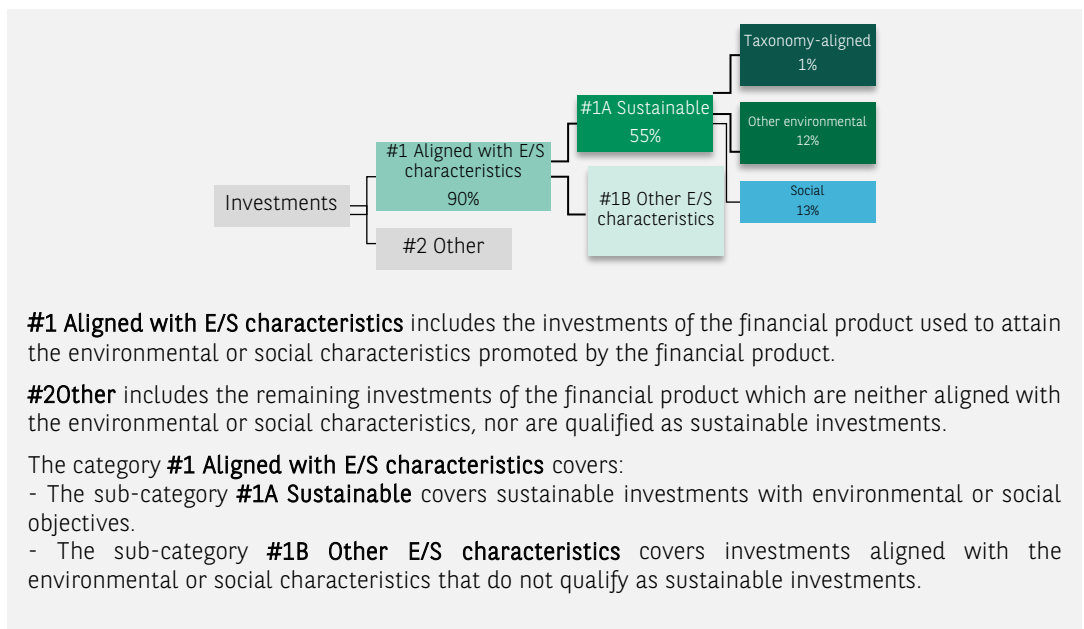 Taxonomy-aligned
1%
#1A Sustainable
55%
Other environmental
12%
#1 Aligned with E/S
characteristics
90%
#1B Other E/S
characteristics
Social
13%
Investments
#2 Other
#1 Aligned with E/S characteristics includes the investments of the financial product used to attain
the environmental or social characteristics promoted by the financial product.
#2Other includes the remaining investments of the financial product which are neither aligned with
the environmental or social characteristics, nor are qualified as sustainable investments.
The category #1 Aligned with E/S characteristics covers:
- The sub-category #1A Sustainable covers sustainable investments with environmental or social
objectives.
- The sub-category #1B Other E/S characteristics covers investments aligned with the
environmental or social characteristics that do not qualify as sustainable investments.